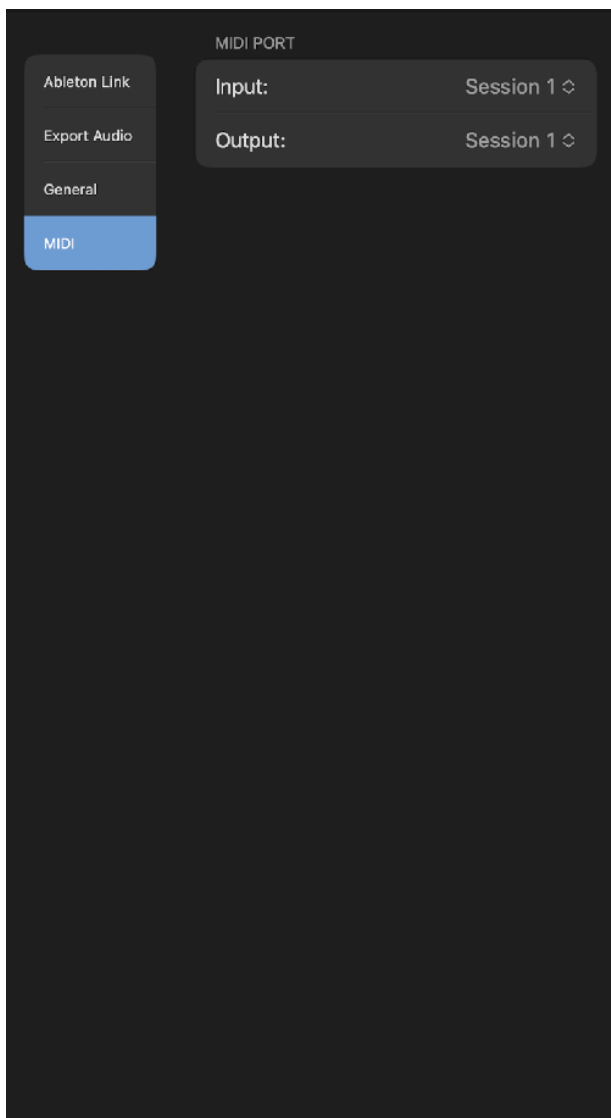 Ableton Link
Export Audio
General
MIDI
MIDI PORT
Input: Session 1
Output: Session 1